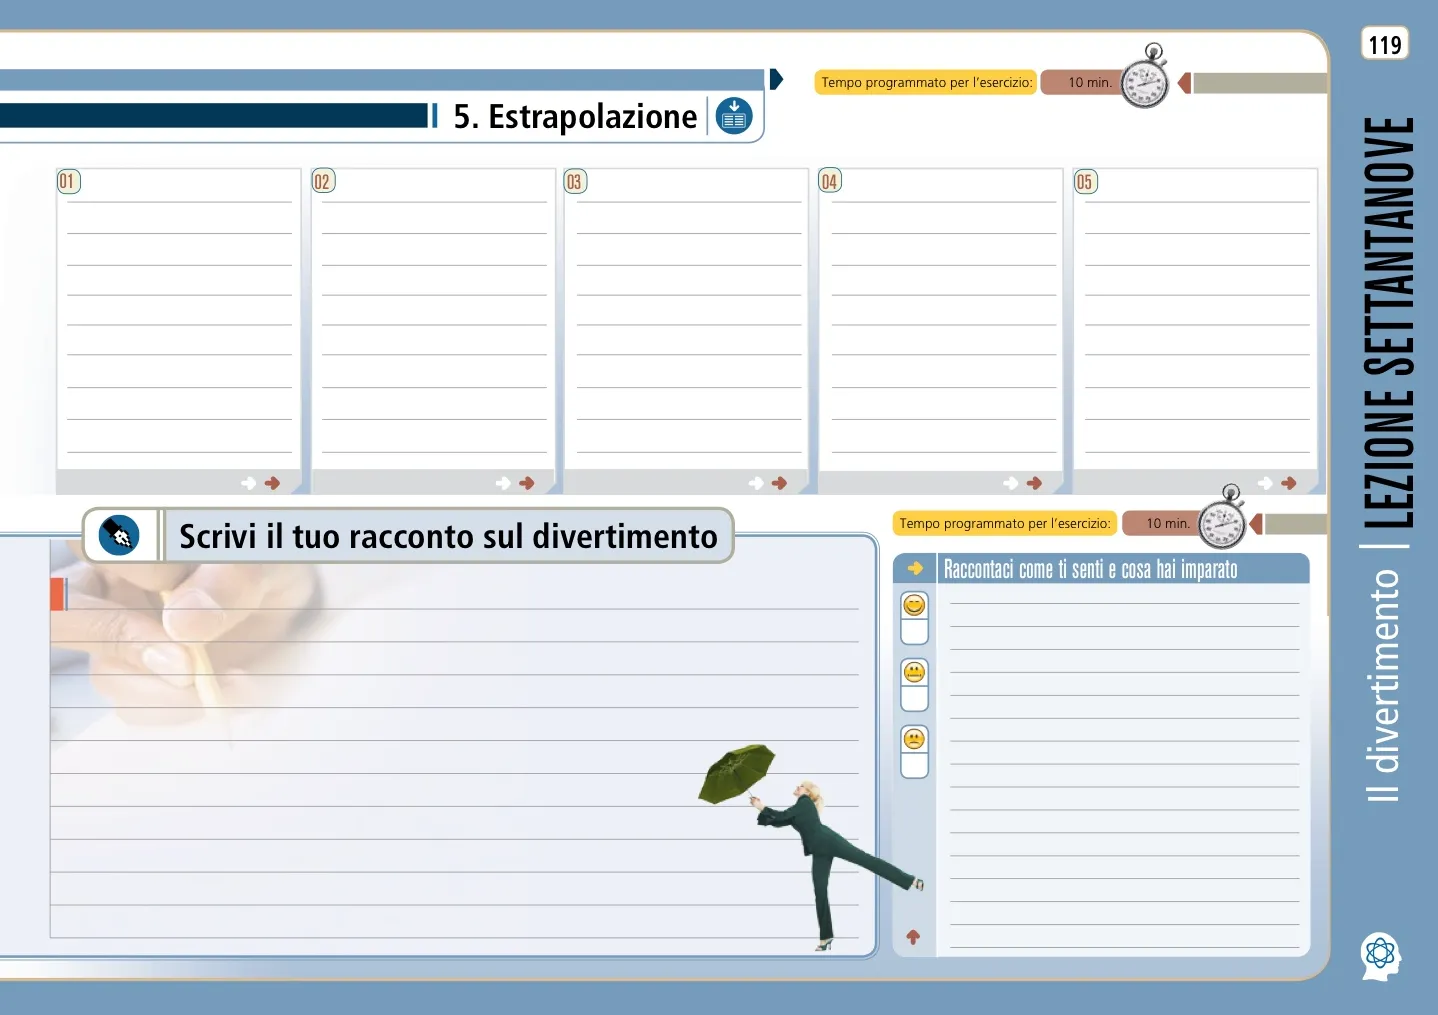 119
Tempo programmato per l'esercizio: 10 min.
5. Estrapolazione
01 02 03 04 05
Scrivi il tuo racconto sul divertimento
Tempo programmato per l'esercizio: 10 min.
Raccontaci come ti senti e cosa hai imparato
Il divertimento | LEZIONE SETTANTANOVE